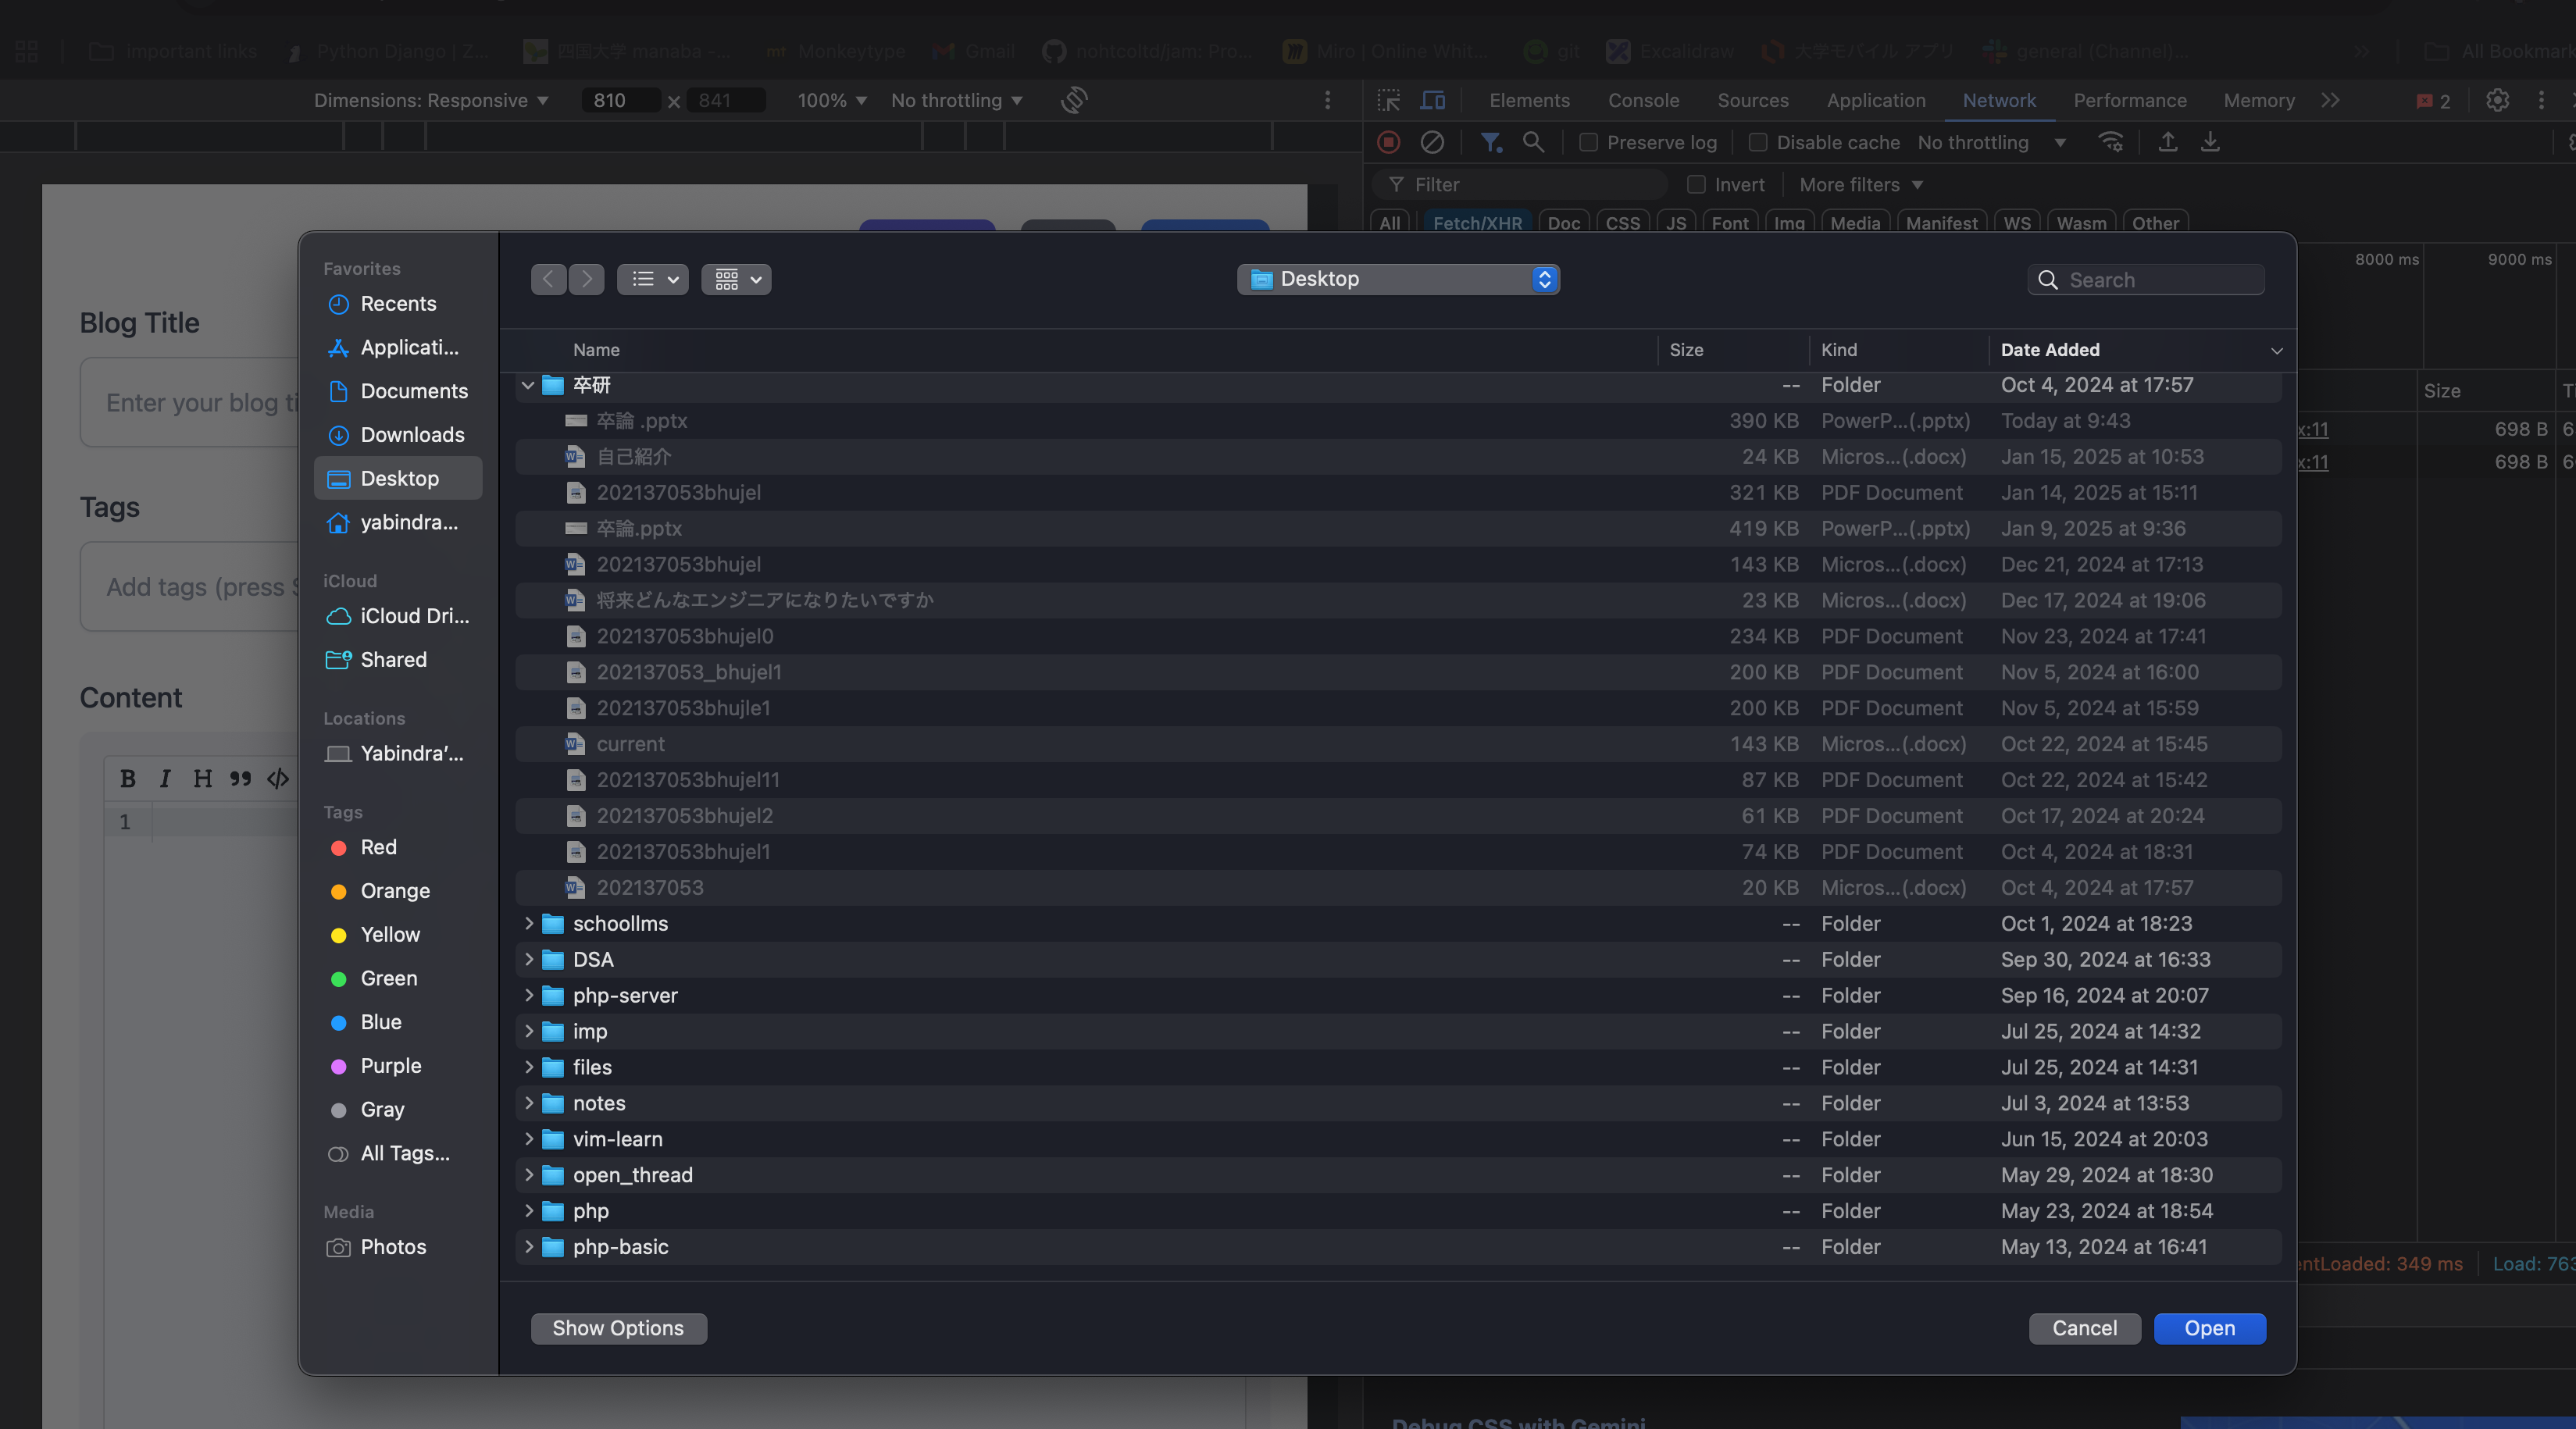 important links
Python Django | Z...
四国大学 manaba -...
Monkeytype
Gmail
nohtcoltd/jam: Pro...
Miro | Online Whit...
git
Excalidraw
大学モバイル アプリ
general (Channel)...
All Bookmark
Dimensions: Responsive
810 x 841
100%
No throttling
Elements Console Sources Application Network Performance Memory
2
Preserve log
Disable cache
No throttling
Filter
Invert
More filters
All Fetch/XHR Doc CSS JS Font Img Media Manifest WS Wasm Other
8000 ms
9000 ms
Size
x:11 698 B 6
x:11 698 B 6
entLoaded: 349 ms
Load: 763
Debug CSS with Gemini
Blog Title
Enter your blog ti
Tags
Add tags (press S
Content
B I H
1
Favorites
Recents
Applicati...
Documents
Downloads
Desktop
yabindra...
iCloud
iCloud Dri...
Shared
Locations
Yabindra’...
Tags
Red
Orange
Yellow
Green
Blue
Purple
Gray
All Tags...
Media
Photos
Desktop
Search
Name Size Kind Date Added
卒研 -- Folder Oct 4, 2024 at 17:57
卒論 .pptx 390 KB PowerP...(.pptx) Today at 9:43
自己紹介 24 KB Micros...(.docx) Jan 15, 2025 at 10:53
202137053bhujel 321 KB PDF Document Jan 14, 2025 at 15:11
卒論.pptx 419 KB PowerP...(.pptx) Jan 9, 2025 at 9:36
202137053bhujel 143 KB Micros...(.docx) Dec 21, 2024 at 17:13
将来どんなエンジニアになりたいですか 23 KB Micros...(.docx) Dec 17, 2024 at 19:06
202137053bhujel0 234 KB PDF Document Nov 23, 2024 at 17:41
202137053_bhujel1 200 KB PDF Document Nov 5, 2024 at 16:00
202137053bhujle1 200 KB PDF Document Nov 5, 2024 at 15:59
current 143 KB Micros...(.docx) Oct 22, 2024 at 15:45
202137053bhujel11 87 KB PDF Document Oct 22, 2024 at 15:42
202137053bhujel2 61 KB PDF Document Oct 17, 2024 at 20:24
202137053bhujel1 74 KB PDF Document Oct 4, 2024 at 18:31
202137053 20 KB Micros...(.docx) Oct 4, 2024 at 17:57
schoollms -- Folder Oct 1, 2024 at 18:23
DSA -- Folder Sep 30, 2024 at 16:33
php-server -- Folder Sep 16, 2024 at 20:07
imp -- Folder Jul 25, 2024 at 14:32
files -- Folder Jul 25, 2024 at 14:31
notes -- Folder Jul 3, 2024 at 13:53
vim-learn -- Folder Jun 15, 2024 at 20:03
open_thread -- Folder May 29, 2024 at 18:30
php -- Folder May 23, 2024 at 18:54
php-basic -- Folder May 13, 2024 at 16:41
Show Options
Cancel
Open